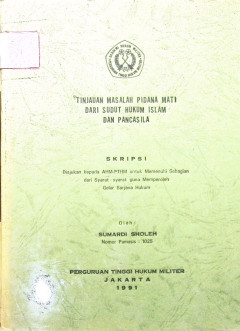 TINJAUAN MASALAH PIDANA MATI
DARI SUDUT HUKUM ISLAM
DAN PANCASILA
SKRIPSI
Diajukan kepada AHM/PTHM untuk Memenuhi Sebagian
dari Syarat-syarat guna Memperoleh
Gelar Sarjana Hukum
Oleh :
SUMARDI SHOLEH
Nomor Pokok :
PERGURUAN TINGGI HUKUM MILITER
JAKARTA
1991